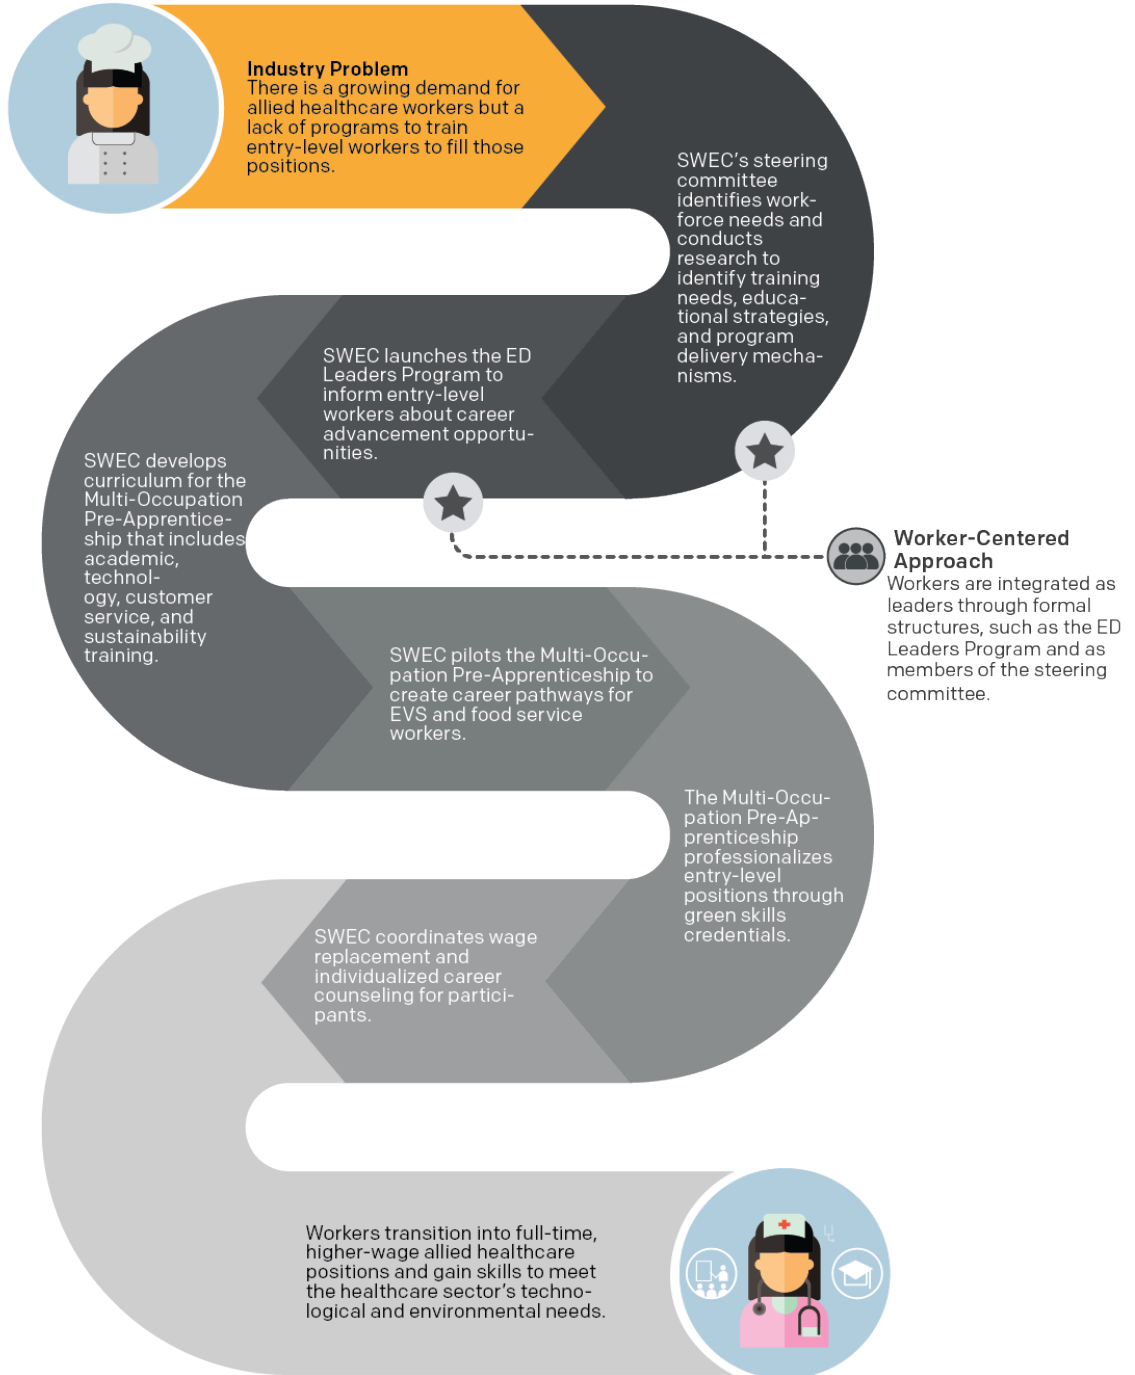 Industry Problem
There is a growing demand for
allied healthcare workers but a
lack of programs to train
entry-level workers to fill those
positions.
SWEC’s steering
committee
identifies work-
force needs and
conducts
research to
identify training
needs, educa-
tional strategies,
and program
delivery mecha-
nisms.
SWEC launches the ED
Leaders Program to
inform entry-level
workers about career
advancement opportu-
nities.
Worker-Centered
Approach
Workers are integrated as
leaders through formal
structures, such as the ED
Leaders Program and as
members of the steering
committee.
SWEC develops
curriculum for the
Multi-Occupation
Pre-Apprentice-
ship that includes
academic,
technol-
ogy, customer
service, and
sustainability
training.
SWEC pilots the Multi-Occu-
pation Pre-Apprenticeship to
create career pathways for
EVS and food service
workers.
The Multi-Occu-
pation Pre-Ap-
prenticeship
professionalizes
entry-level
positions through
green skills
credentials.
SWEC coordinates wage
replacement and
individualized career
counseling for partici-
pants.
Workers transition into full-time,
higher-wage allied healthcare
positions and gain skills to meet
the healthcare sector’s techno-
logical and environmental needs.